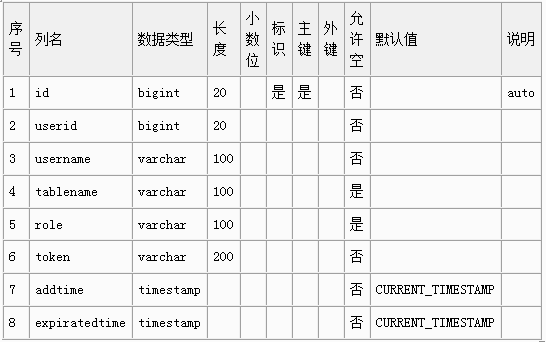 序号 列名 数据类型 长度 小数位 标识 主键 外键 允许空 默认值 说明
1 id bigint 20 是 是 否 auto
2 userid bigint 20 否
3 username varchar 100 否
4 tablename varchar 100 是
5 role varchar 100 是
6 token varchar 200 否
7 addtime timestamp 否 CURRENT_TIMESTAMP
8 expiratedtime timestamp 否 CURRENT_TIMESTAMP